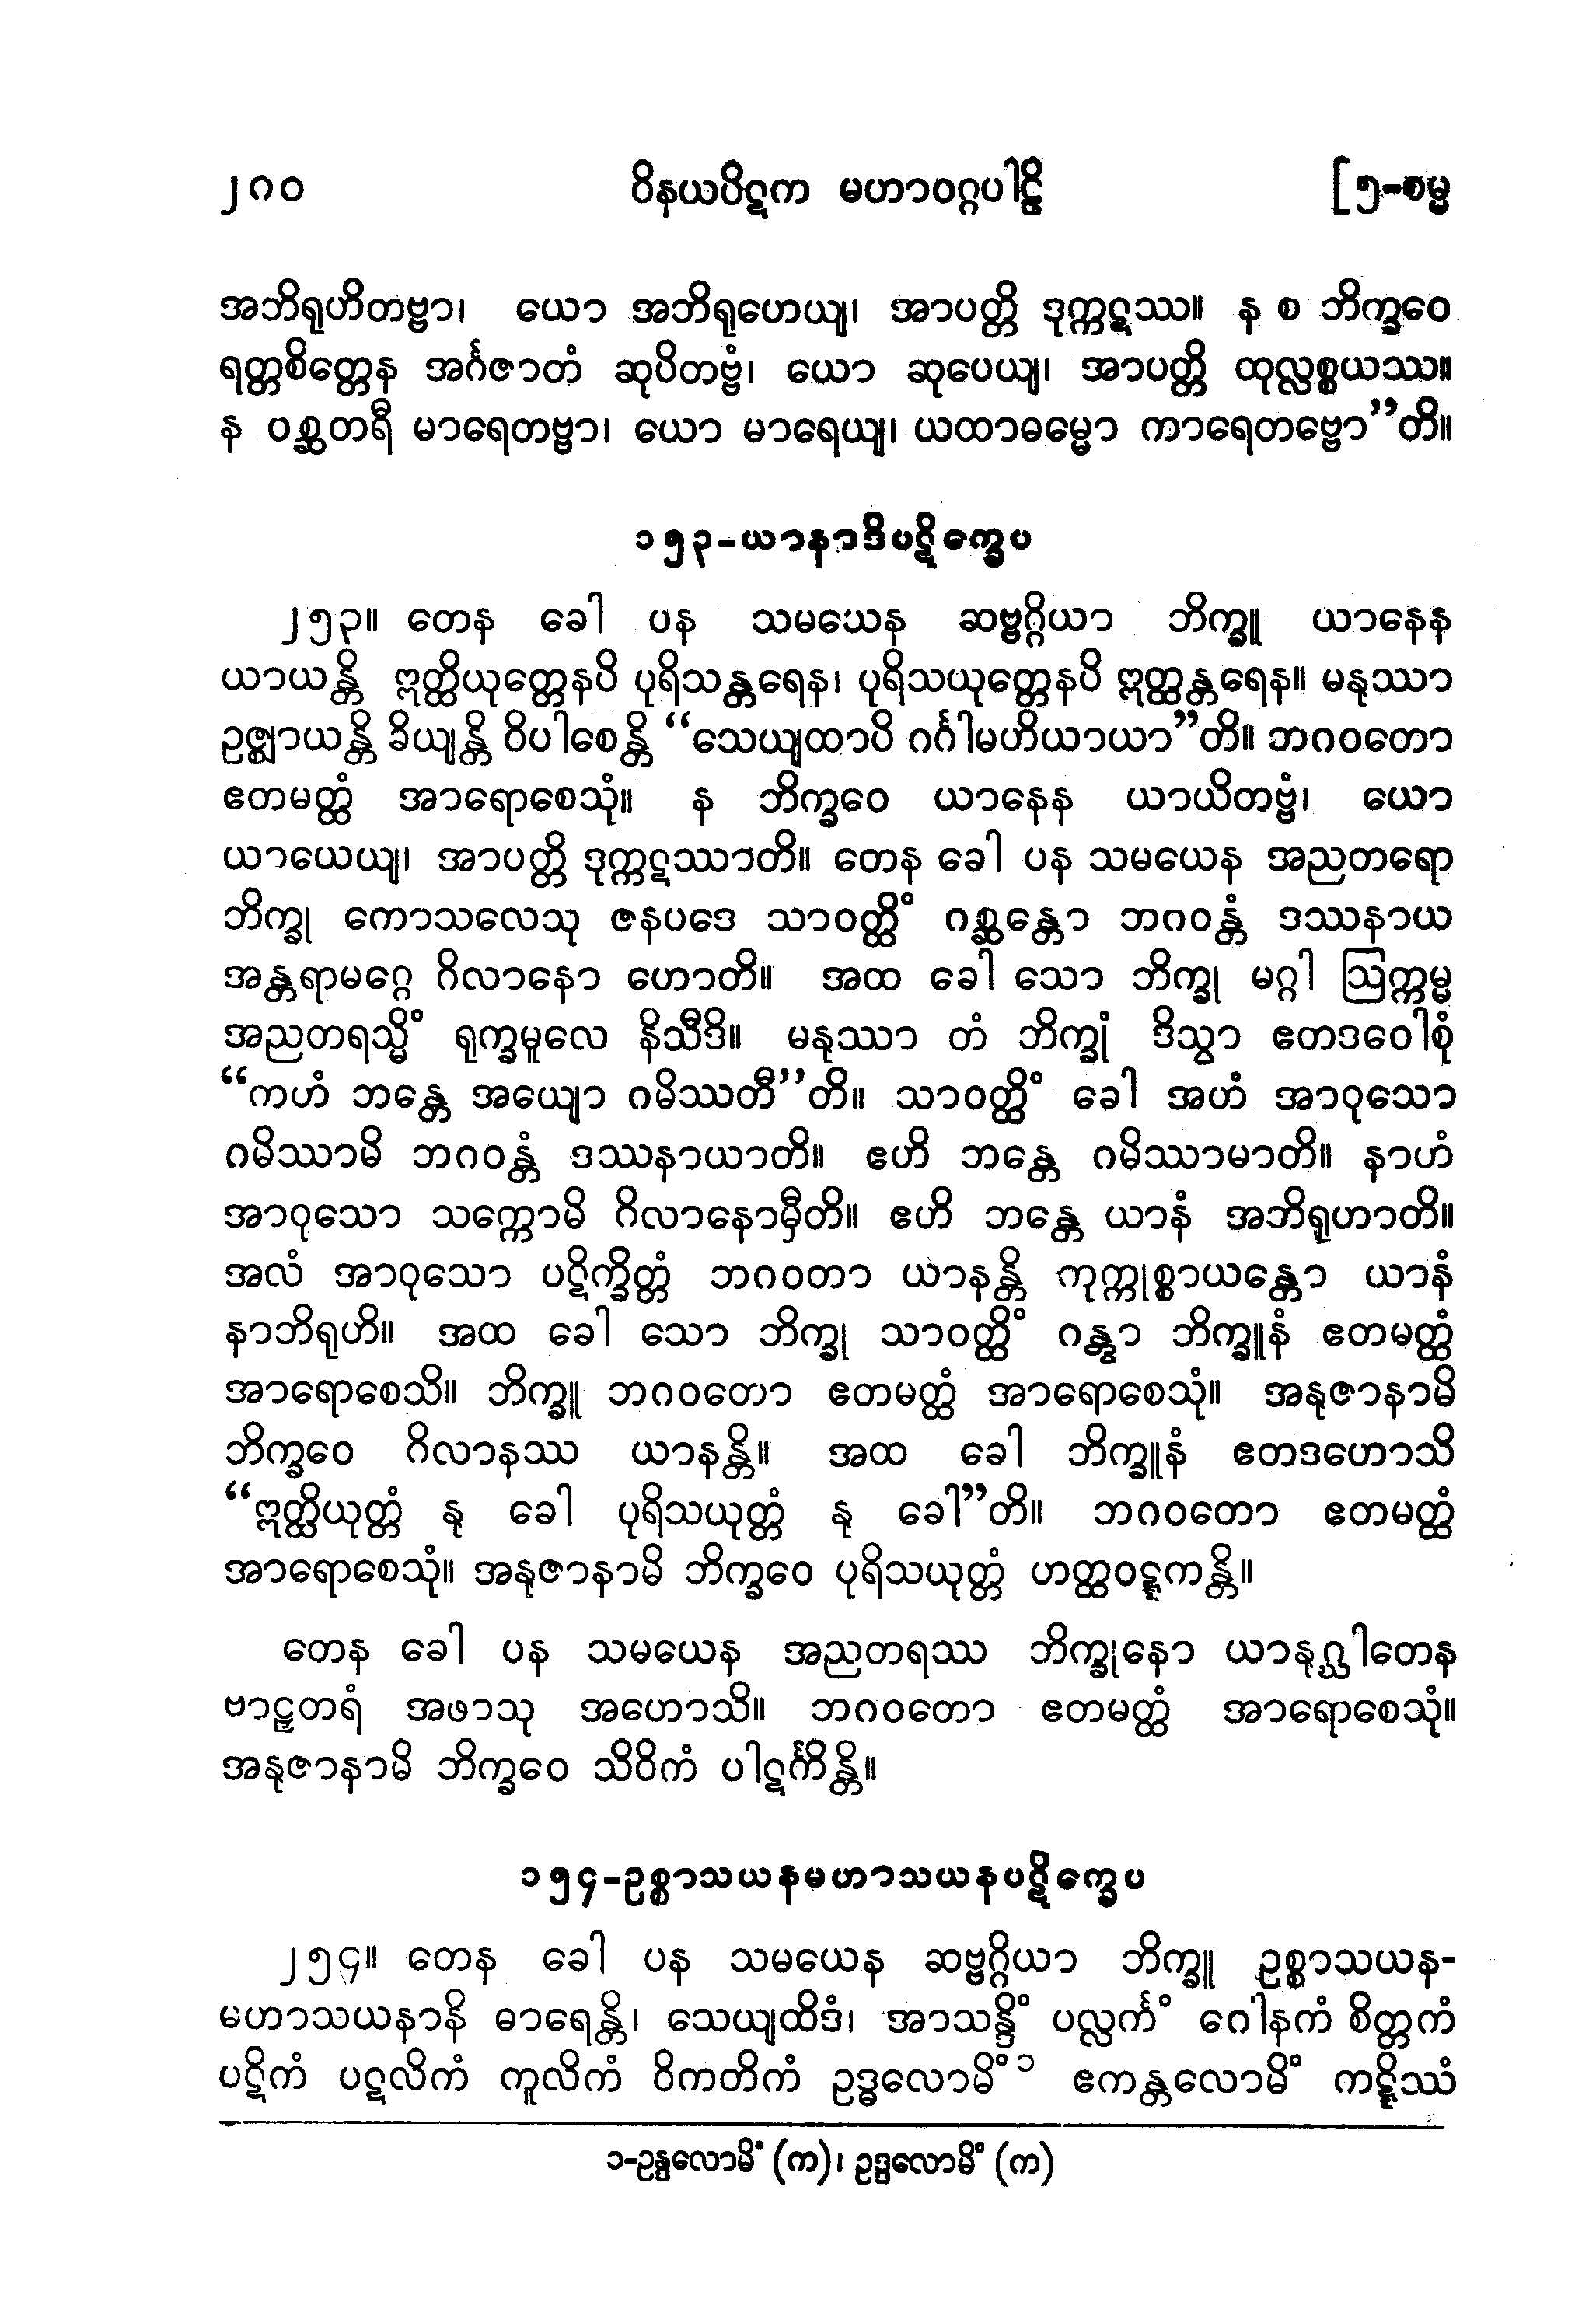 ၂၈၀ ဝိနယပိဋက မဟာဝဂ္ဂပါဠိ [၅-စမ္မ
အဘိရုဟိတဗ္ဗာ၊ ယော အဘိရုဟေယျ၊ အာပတ္တိ ဒုက္ကဋဿ။ န စ ဘိက္ခဝေ
ရတ္တစိတ္တေန အင်္ဂဇာတံ ဆုပိတဗ္ဗံ၊ ယော ဆုပေယျ၊ အာပတ္တိ ထုလ္လစ္စယဿ။
န ဝစ္ဆတရီ မာရေတဗ္ဗာ၊ ယော မာရေယျ၊ ယထာဓမ္မော ကာရေတဗ္ဗော”တိ။
၁၅၃-ယာနာဒိပဋိက္ခေပ
၂၅၃။ တေန ခေါ ပန သမယေန ဆဗ္ဗဂ္ဂိယာ ဘိက္ခူ ယာနေန
ယာယန္တိ ဣတ္ထိယုတ္တေနပိ ပုရိသန္တရေန၊ ပုရိသယုတ္တေနပိ ဣတ္ထန္တရေန။ မနုဿာ
ဥဇ္ဈာယန္တိ ခိယျန္တိ ဝိပါစေန္တိ “သေယျထာပိ ဂင်္ဂါမဟိယာယာ”တိ။ ဘဂဝတော
ဧတမတ္ထံ အာရောစေသုံ။ န ဘိက္ခဝေ ယာနေန ယာယိတဗ္ဗံ၊ ယော
ယာယေယျ၊ အာပတ္တိ ဒုက္ကဋဿာတိ။ တေန ခေါ ပန သမယေန အညတရော
ဘိက္ခု ကောသလေသု ဇနပဒေ သာဝတ္ထိံ ဂစ္ဆန္တော ဘဂဝန္တံ ဒဿနာယ
အန္တရာမဂ္ဂေ ဂိလာနော ဟောတိ။ အထ ခေါ သော ဘိက္ခု မဂ္ဂါ ဩက္ကမ္မ
အညတရသ္မိံ ရုက္ခမူလေ နိသီဒိ။ မနုဿာ တံ ဘိက္ခုံ ဒိသွာ ဧတဒဝေါစုံ
“ကဟံ ဘန္တေ အယျော ဂမိဿတီ’’တိ။ သာဝတ္ထိံ ခေါ အဟံ အာဝုသော
ဂမိဿာမိ ဘဂဝန္တံ ဒဿနာယာတိ။ ဧဟိ ဘန္တေ ဂမိဿာမာတိ။ နာဟံ
အာဝုသော သက္ကောမိ ဂိလာနောမှီတိ။ ဧဟိ ဘန္တေ ယာနံ အဘိရုဟာတိ။
အလံ အာဝုသော ပဋိက္ခိတ္တံ ဘဂဝတာ ယာနန္တိ ကုက္ကုစ္စာယန္တော ယာနံ
နာဘိရုဟိ။ အထ ခေါ သော ဘိက္ခု သာဝတ္ထိံ ဂန္တွာ ဘိက္ခူနံ ဧတမတ္ထံ
အာရောစေသိ။ ဘိက္ခူ ဘဂဝတော ဧတမတ္ထံ အာရောစေသုံ။ အနုဇာနာမိ
ဘိက္ခဝေ ဂိလာနဿ ယာနန္တိ။ အထ ခေါ ဘိက္ခူနံ ဧတဒဟောသိ
“ဣတ္ထိယုတ္တံ နု ခေါ ပုရိသယုတ္တံ နု ခေါ”တိ။ ဘဂဝတော ဧတမတ္ထံ
အာရောစေသုံ။ အနုဇာနာမိ ဘိက္ခဝေ ပုရိသယုတ္တံ ဟတ္ထဝဋ္ဋကန္တိ။
တေန ခေါ ပန သမယေန အညတရဿ ဘိက္ခုနော ယာနုဂ္ဃါတေန
ဗာဠှတရံ အဖာသု အဟောသိ။ ဘဂဝတော ဧတမတ္ထံ အာရောစေသုံ။
အနုဇာနာမိ ဘိက္ခဝေ သိဝိကံ ပါဋင်္ကိန္တိ။
၁၅၄-ဥစ္စာသယနမဟာသယနပဋိက္ခေပ
၂၅၄။ တေန ခေါ ပန သမယေန ဆဗ္ဗဂ္ဂိယာ ဘိက္ခူ ဥစ္စာသယန-
မဟာသယနာနိ ဓာရေန္တိ၊ သေယျထိဒံ၊ အာသန္ဒိံ ပလ္လင်္ကံ ဂေါနကံ စိတ္တကံ
ပဋိကံ ပဋလိကံ တူလိကံ ဝိကတိကံ ဥဒ္ဓလောမိံ ၁ ဧကန္တလောမိံ ကဋ္ဋိဿံ
၁-ဥန္ဒလောမိံ (က)၊ ဥဒ္ဒလောမိံ (က)